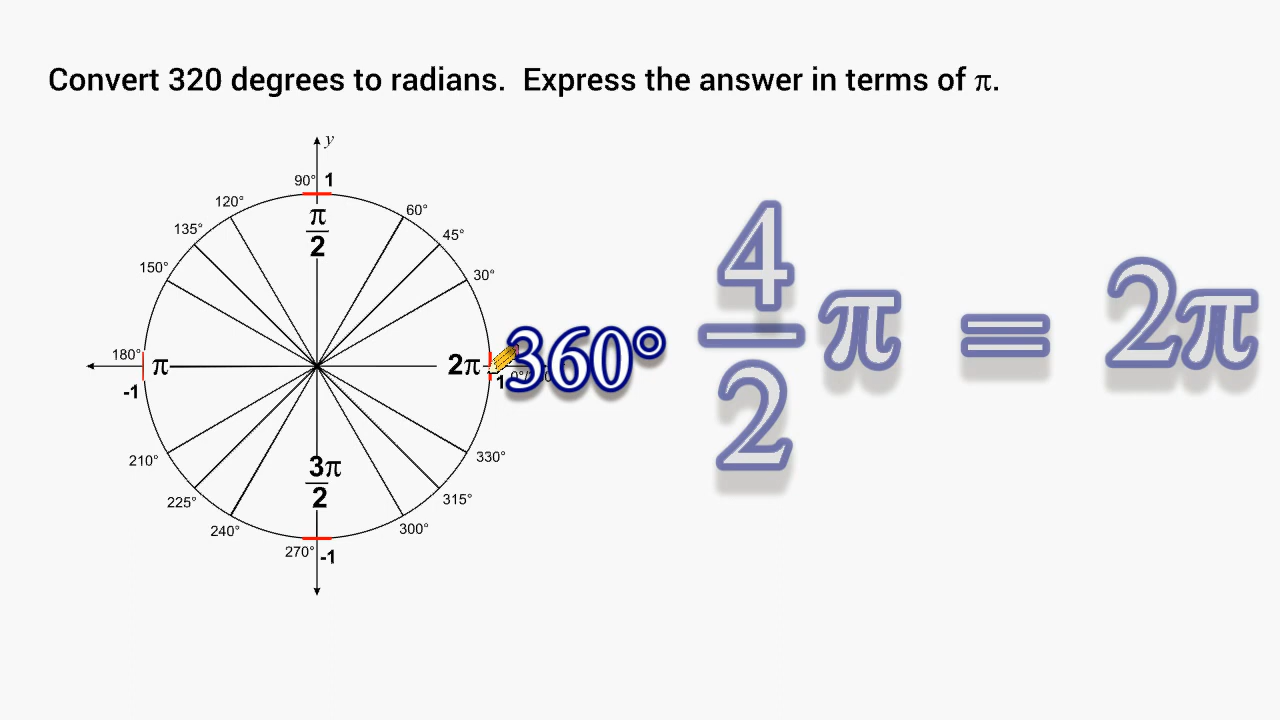 Convert 320 degrees to radians. Express the answer in terms of π.
y
90° 1
120° 60°
135° 45°
π
2
150° 30°
4
2
π = 2π
180° π 2π 360°
-1 1
3π
2
210° 330°
225° 315°
240° 300°
270° -1